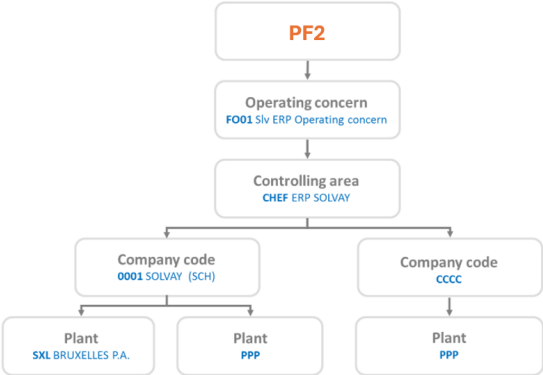 PF2
Operating concern
FO01 Slv ERP Operating concern
Controlling area
CHEF ERP SOLVAY
Company code
0001 SOLVAY (SCH)
Company code
CCCC
Plant
SXL BRUXELLES P.A.
Plant
PPP
Plant
PPP